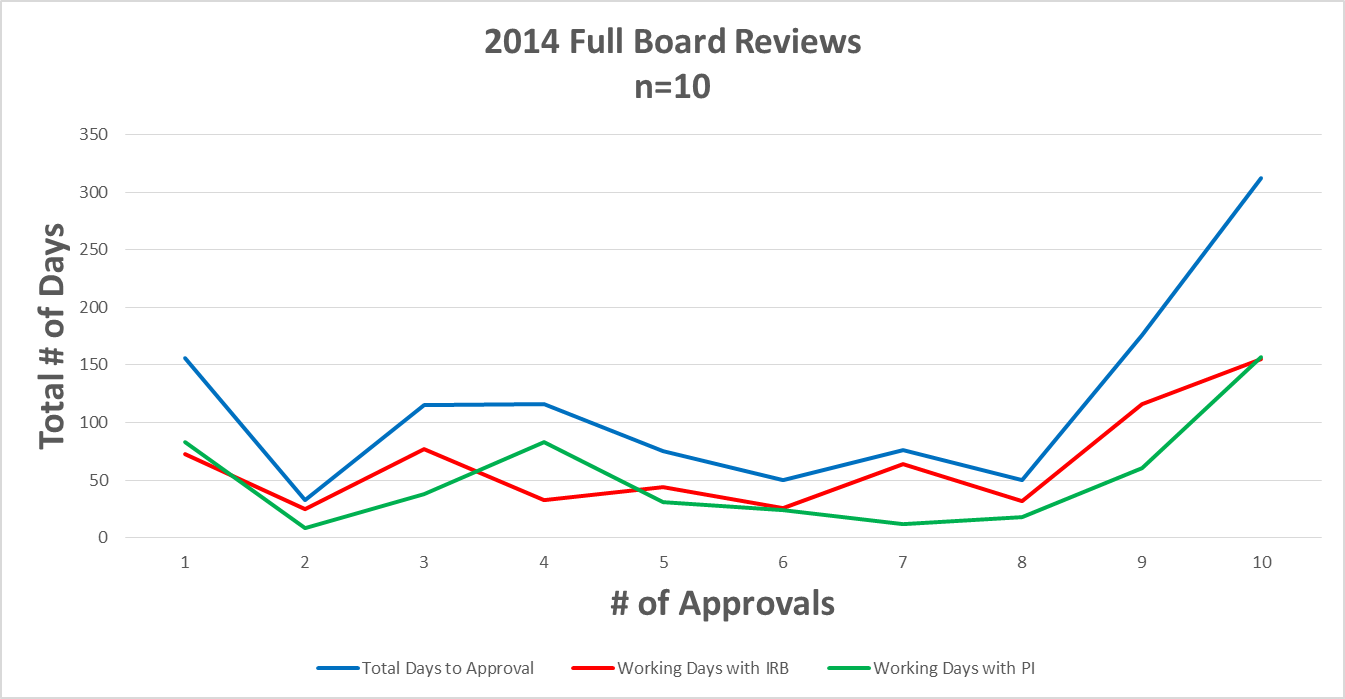 2014 Full Board Reviews
n=10
350
300
250
200
150
100
50
0
Total # of Days
1 2 3 4 5 6 7 8 9 10
# of Approvals
Total Days to Approval Working Days with IRB Working Days with PI